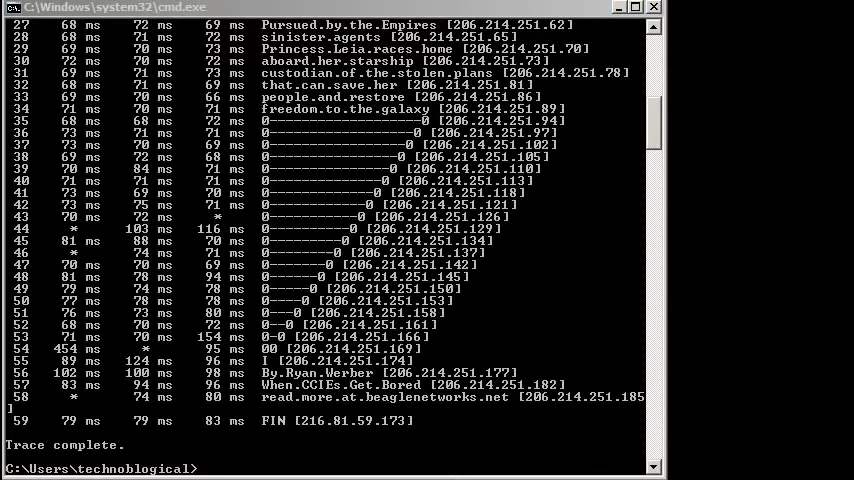 C:\Windows\system32\cmd.exe
27 68 ms 72 ms 69 ms Pursued.by.the.Empires [206.214.251.62]
28 68 ms 71 ms 72 ms sinister.agents [206.214.251.65]
29 69 ms 70 ms 73 ms Princess.Leia.races.home [206.214.251.70]
30 72 ms 70 ms 72 ms aboard.her.starship [206.214.251.73]
31 69 ms 71 ms 73 ms custodian.of.the.stolen.plans [206.214.251.78]
32 68 ms 71 ms 69 ms that.can.save.her [206.214.251.81]
33 69 ms 70 ms 66 ms people.and.restore [206.214.251.86]
34 71 ms 70 ms 71 ms freedom.to.the.galaxy [206.214.251.89]
35 68 ms 68 ms 72 ms 0-------------------0 [206.214.251.94]
36 73 ms 71 ms 71 ms 0------------------0 [206.214.251.97]
37 73 ms 70 ms 69 ms 0-----------------0 [206.214.251.102]
38 69 ms 72 ms 68 ms 0----------------0 [206.214.251.105]
39 70 ms 84 ms 71 ms 0---------------0 [206.214.251.110]
40 71 ms 71 ms 71 ms 0--------------0 [206.214.251.113]
41 73 ms 69 ms 70 ms 0-------------0 [206.214.251.118]
42 73 ms 75 ms 71 ms 0------------0 [206.214.251.121]
43 70 ms 72 ms * 0-----------0 [206.214.251.126]
44 * 103 ms 116 ms 0----------0 [206.214.251.129]
45 81 ms 88 ms 70 ms 0---------0 [206.214.251.134]
46 * 74 ms 71 ms 0--------0 [206.214.251.137]
47 70 ms 70 ms 69 ms 0-------0 [206.214.251.142]
48 81 ms 78 ms 94 ms 0------0 [206.214.251.145]
49 79 ms 74 ms 78 ms 0-----0 [206.214.251.150]
50 77 ms 78 ms 78 ms 0----0 [206.214.251.153]
51 76 ms 73 ms 80 ms 0---0 [206.214.251.158]
52 68 ms 70 ms 72 ms 0--0 [206.214.251.161]
53 71 ms 70 ms 154 ms 0-0 [206.214.251.166]
54 454 ms * 95 ms 00 [206.214.251.169]
55 89 ms 124 ms 96 ms I [206.214.251.174]
56 102 ms 100 ms 98 ms By.Ryan.Werber [206.214.251.177]
57 83 ms 94 ms 96 ms When.CCIEs.Get.Bored [206.214.251.182]
58 * 74 ms 80 ms read.more.at.beaglenetworks.net [206.214.251.185
]
59 79 ms 79 ms 83 ms FIN [216.81.59.173]
Trace complete.
C:\Users\technoblogical>